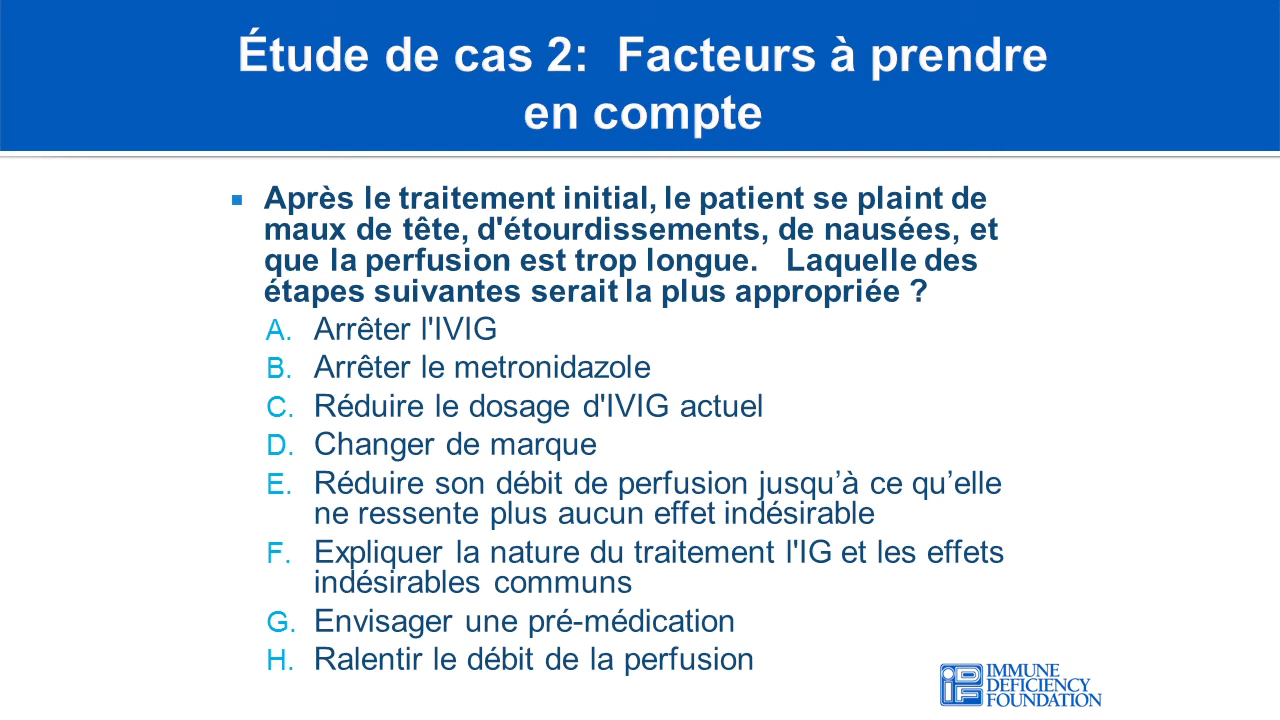 Étude de cas 2:  Facteurs à prendre
en compte
Après le traitement initial, le patient se plaint de
maux de tête, d'étourdissements, de nausées, et
que la perfusion est trop longue.   Laquelle des
étapes suivantes serait la plus appropriée ?
A. Arrêter l'IVIG
B. Arrêter le metronidazole
C. Réduire le dosage d'IVIG actuel
D. Changer de marque
E. Réduire son débit de perfusion jusqu’à ce qu’elle
ne ressente plus aucun effet indésirable
F. Expliquer la nature du traitement l'IG et les effets
indésirables communs
G. Envisager une pré-médication
H. Ralentir le débit de la perfusion
IDF
IMMUNE
DEFICIENCY
FOUNDATION